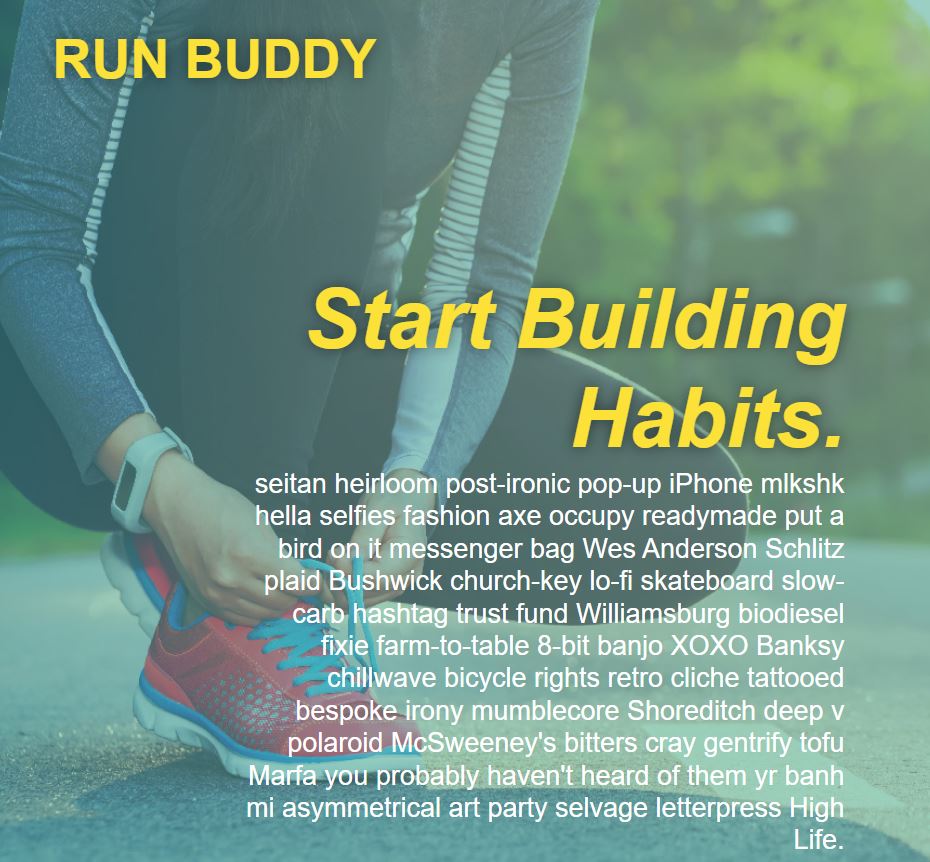 RUN BUDDY
Start Building
Habits.
seitan heirloom post-ironic pop-up iPhone mlkshk
hella selfies fashion axe occupy readymade put a
bird on it messenger bag Wes Anderson Schlitz
plaid Bushwick church-key lo-fi skateboard slow-
carb hashtag trust fund Williamsburg biodiesel
fixie farm-to-table 8-bit banjo XOXO Banksy
chillwave bicycle rights retro cliche tattooed
bespoke irony mumblecore Shoreditch deep v
polaroid McSweeney's bitters cray gentrify tofu
Marfa you probably haven't heard of them yr banh
mi asymmetrical art party selvage letterpress High
Life.